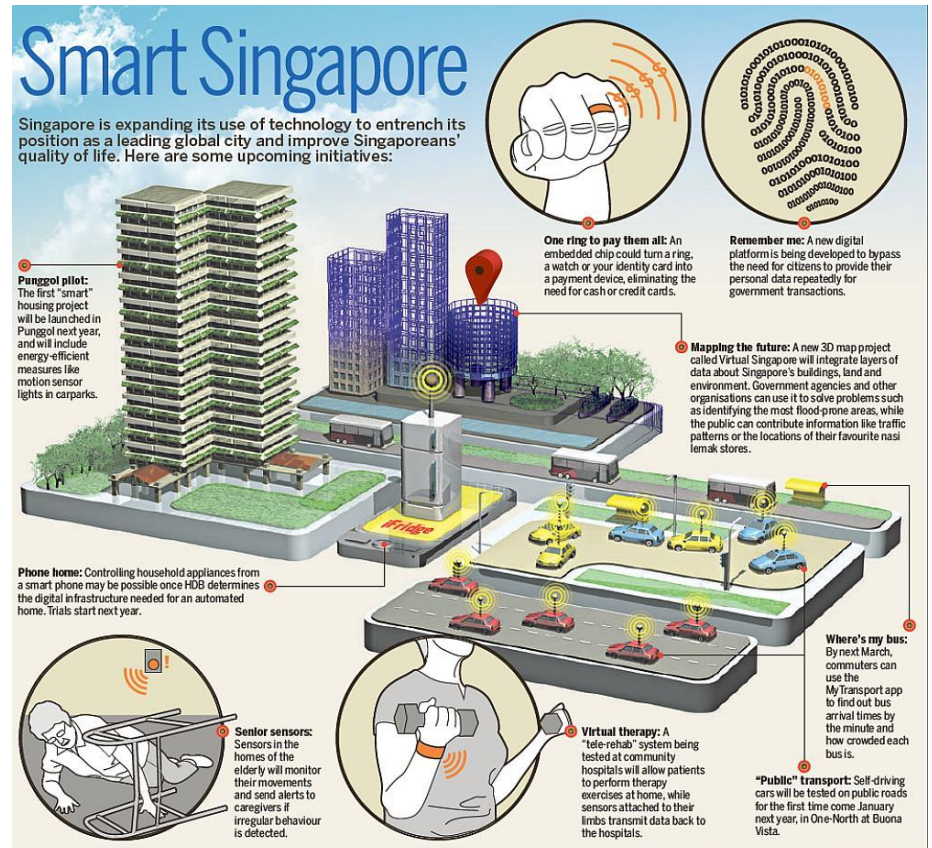 Smart Singapore
Singapore is expanding its use of technology to entrench its
position as a leading global city and improve Singaporeans'
quality of life. Here are some upcoming initiatives:
$ $ $ $
One ring to pay them all: An
embedded chip could turn a ring,
a watch or your identity card into
a payment device, eliminating the
need for cash or credit cards.
Remember me: A new digital
platform is being developed to bypass
the need for citizens to provide their
personal data repeatedly for
government transactions.
Punggol pilot:
The first "smart"
housing project
will be launched in
Punggol next year,
and will include
energy-efficient
measures like
motion sensor
lights in carparks.
Mapping the future: A new 3D map project
called Virtual Singapore will integrate layers of
data about Singapore's buildings, land and
environment. Government agencies and other
organisations can use it to solve problems such
as identifying the most flood-prone areas, while
the public can contribute information like traffic
patterns or the locations of their favourite nasi
lemak stores.
iFridge
Phone home: Controlling household appliances from
a smart phone may be possible once HDB determines
the digital infrastructure needed for an automated
home. Trials start next year.
Where's my bus:
By next March,
commuters can
use the
MyTransport app
to find out bus
arrival times by
the minute and
how crowded each
bus is.
!
Senior sensors:
Sensors in the
homes of the
elderly will monitor
their movements
and send alerts to
caregivers if
irregular behaviour
is detected.
Virtual therapy: A
"tele-rehab" system being
tested at community
hospitals will allow patients
to perform therapy
exercises at home, while
sensors attached to their
limbs transmit data back to
the hospitals.
"Public" transport: Self-driving
cars will be tested on public roads
for the first time come January
next year, in One-North at Buona
Vista.